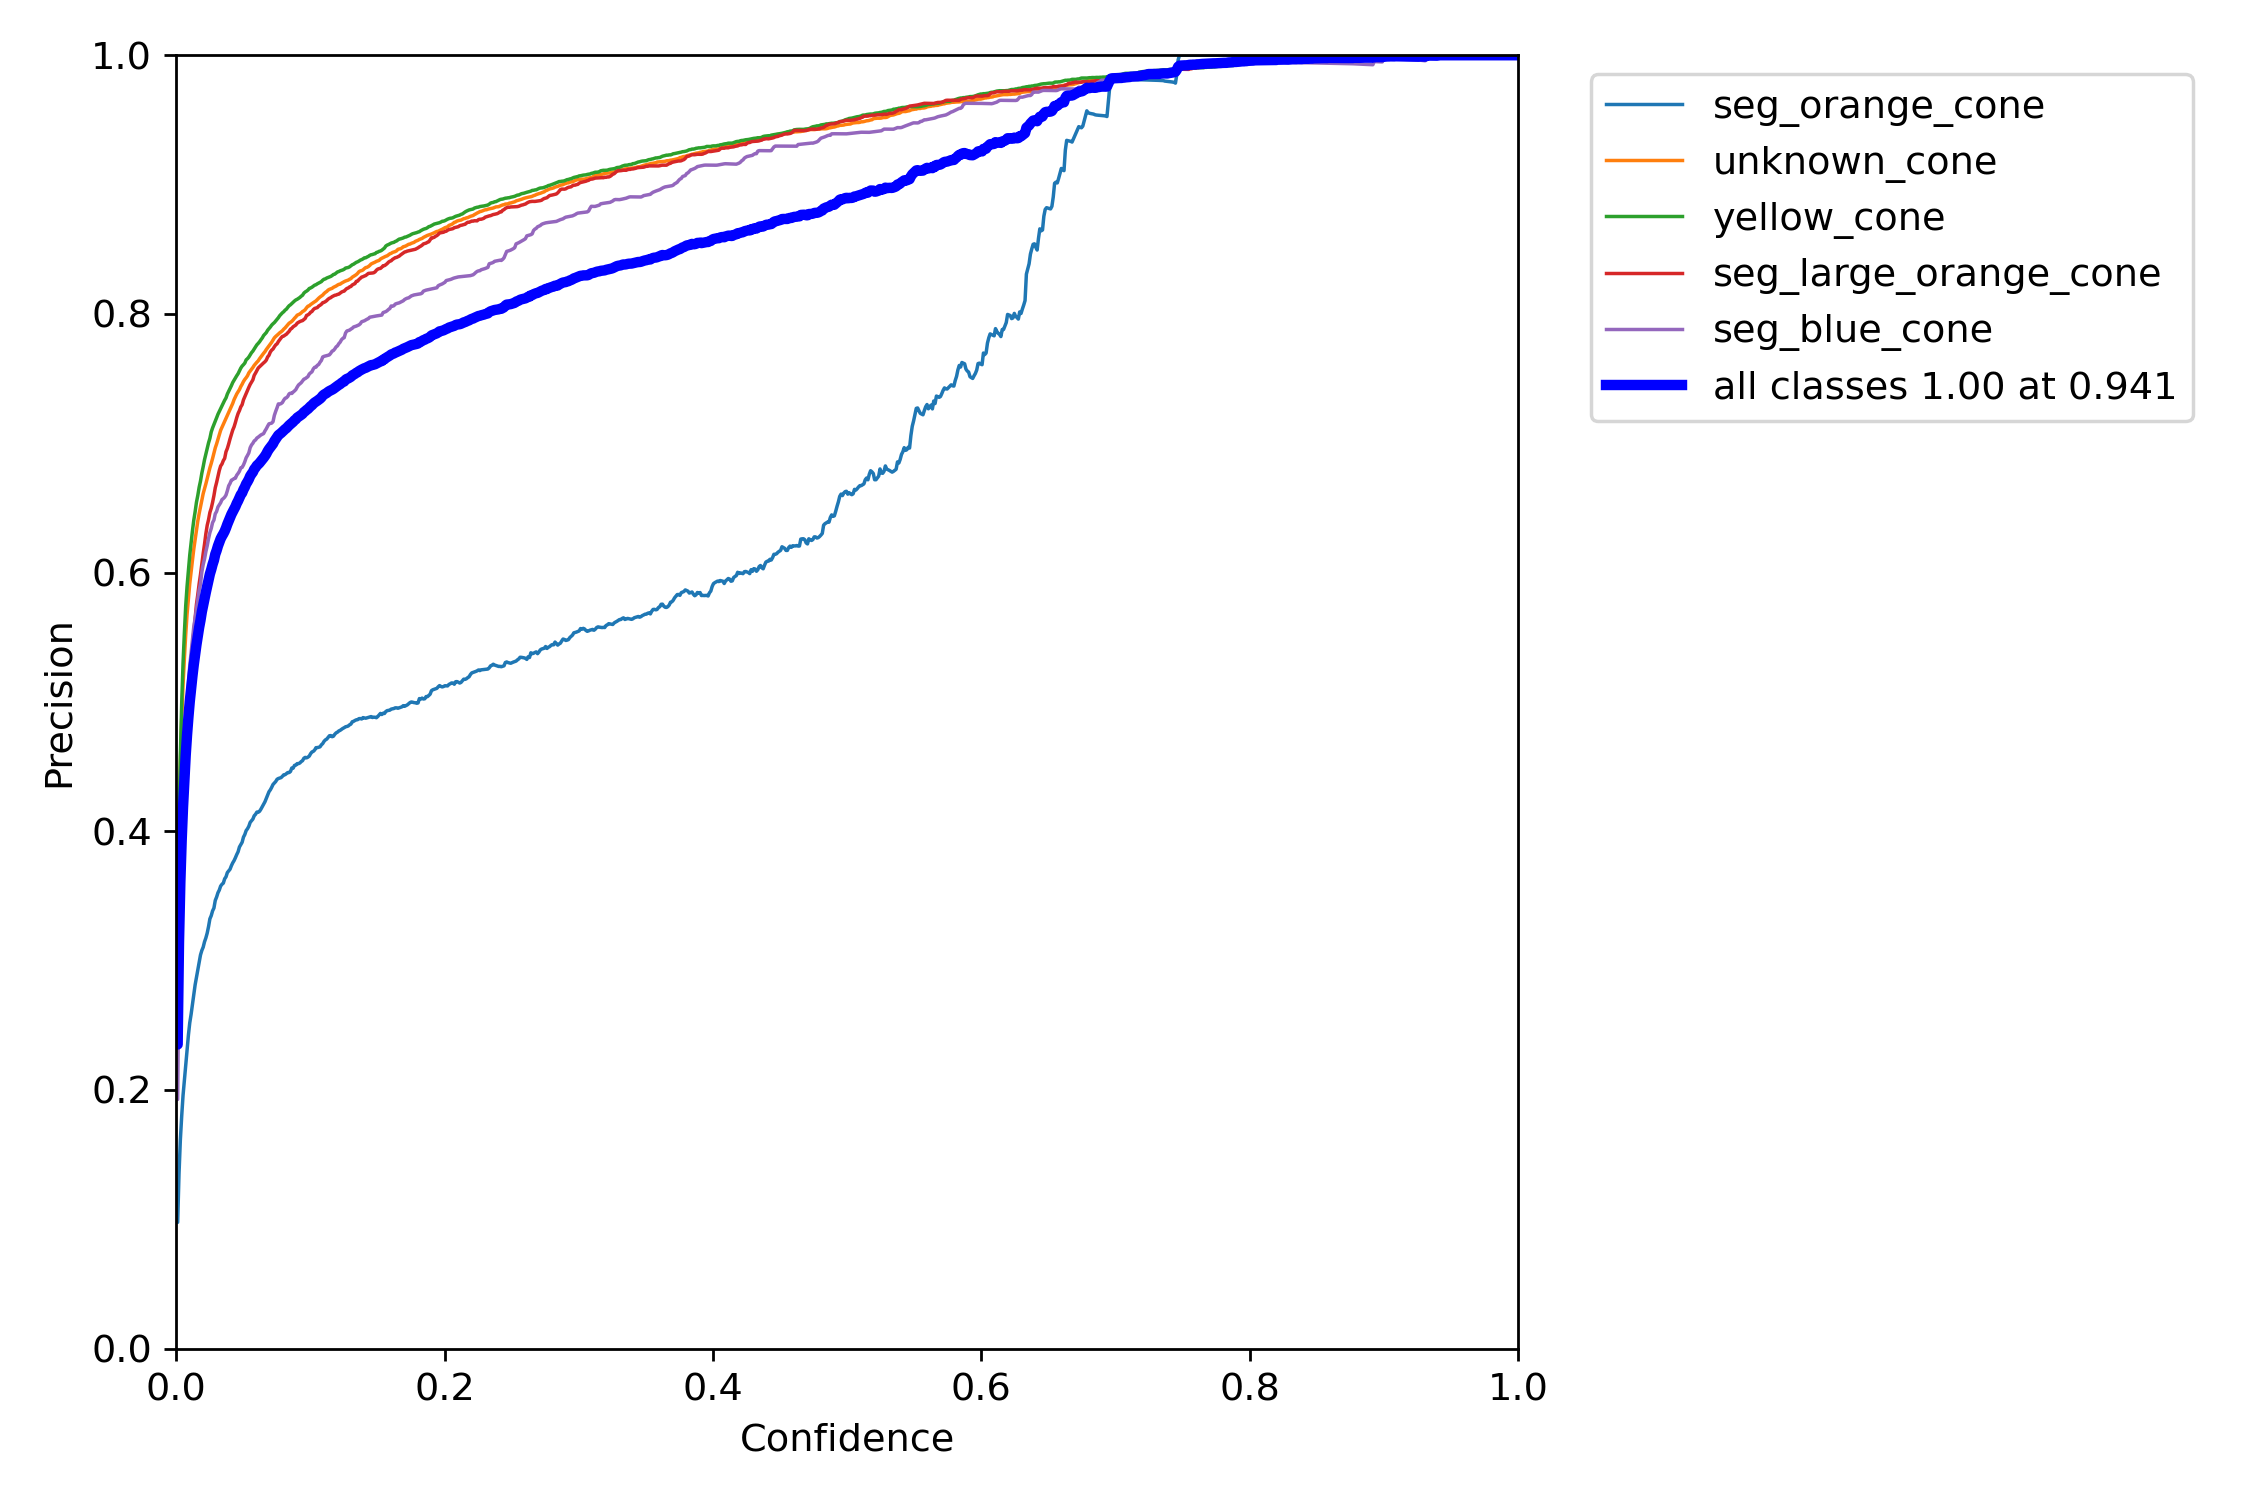 1.0
0.8
0.6
0.4
0.2
0.0
0.0 0.2 0.4 0.6 0.8 1.0
Precision
Confidence
seg_orange_cone
unknown_cone
yellow_cone
seg_large_orange_cone
seg_blue_cone
all classes 1.00 at 0.941